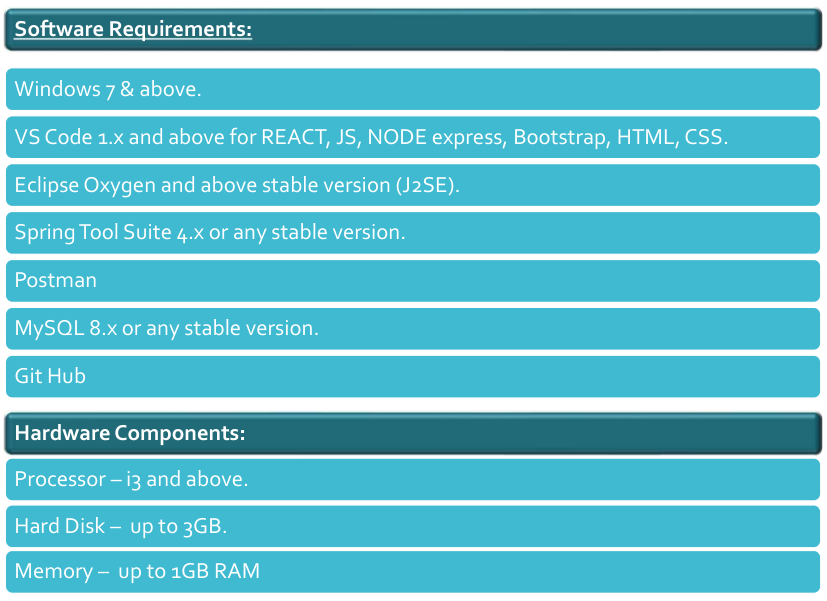 Software Requirements:
Windows 7 & above.
VS Code 1.x and above for REACT, JS, NODE express, Bootstrap, HTML, CSS.
Eclipse Oxygen and above stable version (J2SE).
Spring Tool Suite 4.x or any stable version.
Postman
MySQL 8.x or any stable version.
Git Hub
Hardware Components:
Processor – i3 and above.
Hard Disk –  up to 3GB.
Memory –  up to 1GB RAM